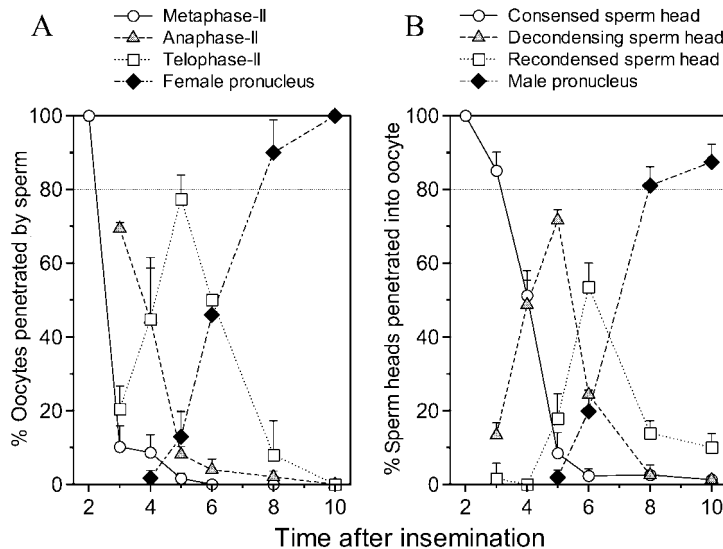 A
Metaphase-II
Anaphase-II
Telophase-II
Female pronucleus
% Oocytes penetrated by sperm
100
80
60
40
20
0
2 4 6 8 10
B
Consensed sperm head
Decondensing sperm head
Recondensed sperm head
Male pronucleus
% Sperm heads penetrated into oocyte
100
80
60
40
20
0
2 4 6 8 10
Time after insemination